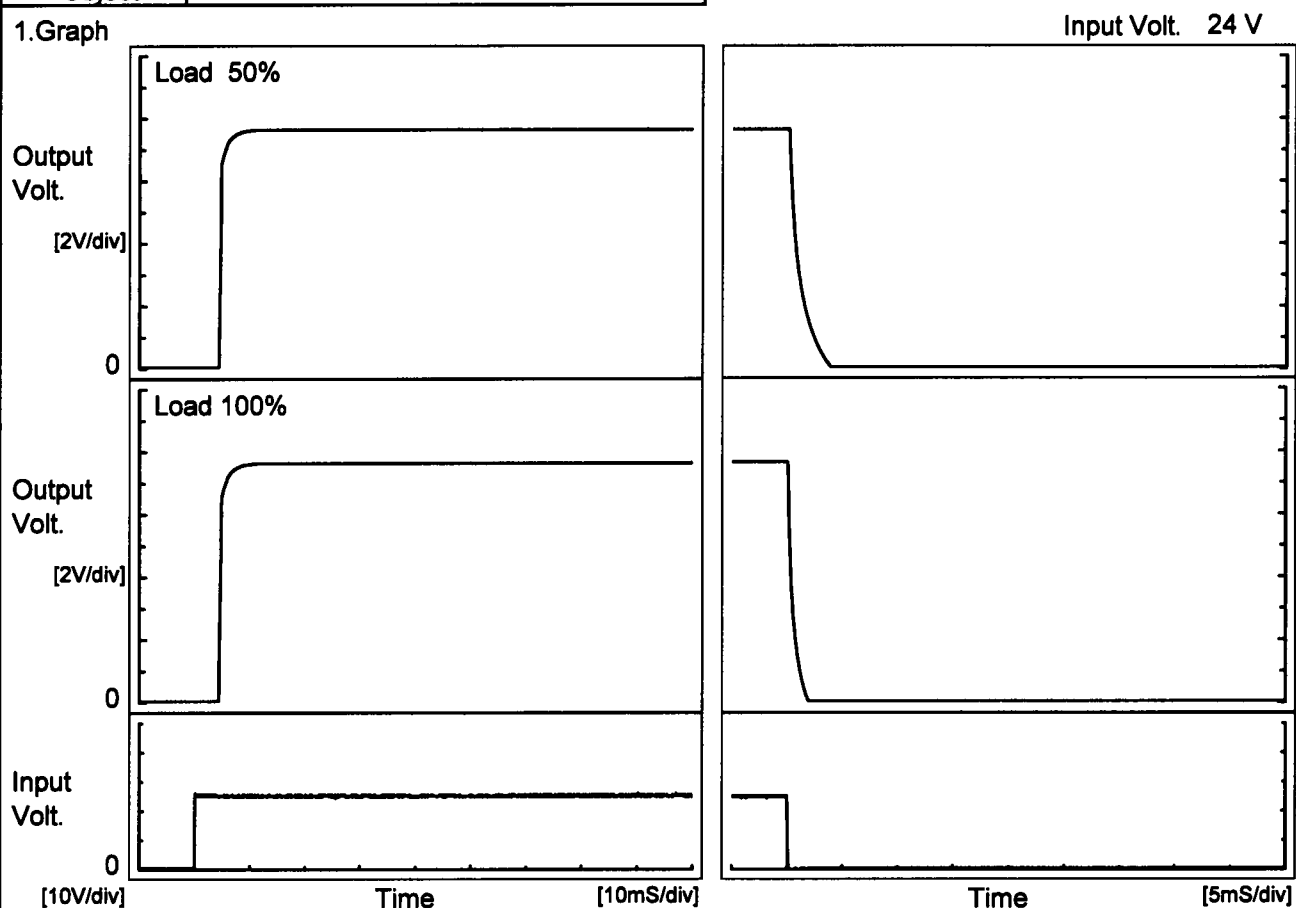 1.Graph
Input Volt. 24 V
Load 50%
Output
Volt.
[2V/div]
0
Load 100%
Output
Volt.
[2V/div]
0
Input
Volt.
0
[10V/div]
Time
[10mS/div]
Time
[5mS/div]